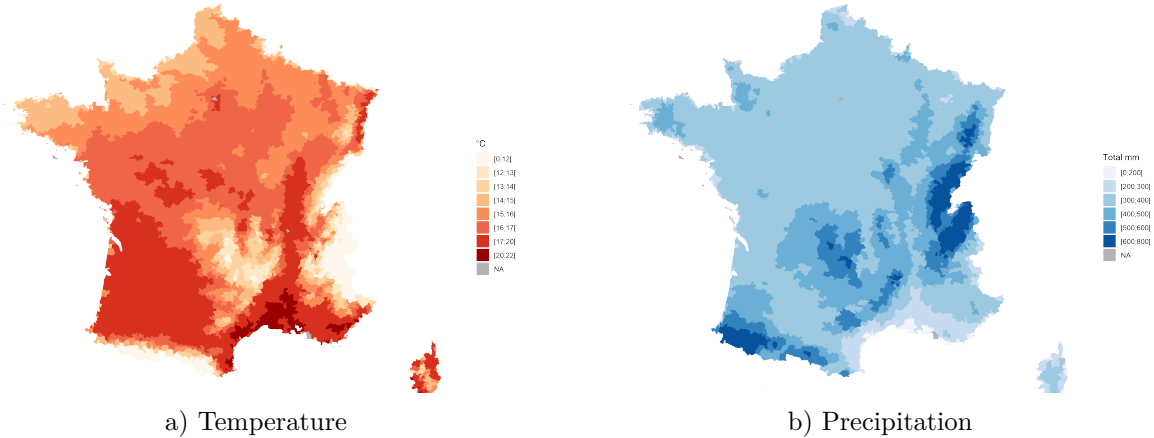 °C
[0;12]
]12;13]
]13;14]
]14;15]
]15;16]
]16;17]
]17;20]
]20;22]
NA
a) Temperature
Total mm
[0;200]
]200;300]
]300;400]
]400;500]
]500;600]
]600;800]
NA
b) Precipitation